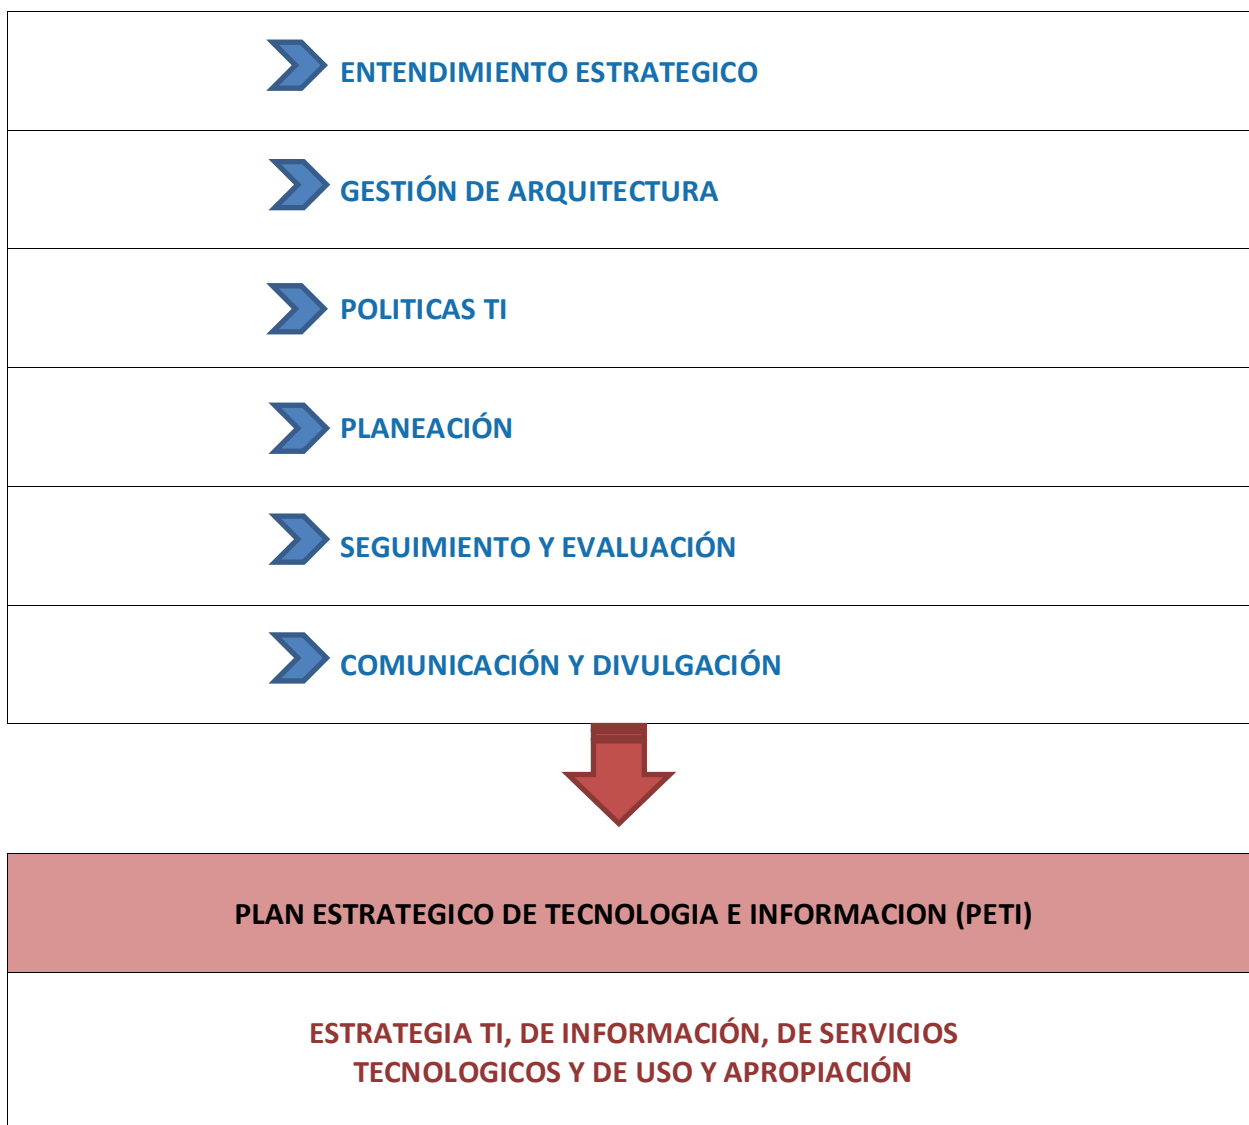 ENTENDIMIENTO ESTRATEGICO
GESTIÓN DE ARQUITECTURA
POLITICAS TI
PLANEACIÓN
SEGUIMIENTO Y EVALUACIÓN
COMUNICACIÓN Y DIVULGACIÓN
PLAN ESTRATEGICO DE TECNOLOGIA E INFORMACION (PETI)
ESTRATEGIA TI, DE INFORMACIÓN, DE SERVICIOS
TECNOLOGICOS Y DE USO Y APROPIACIÓN